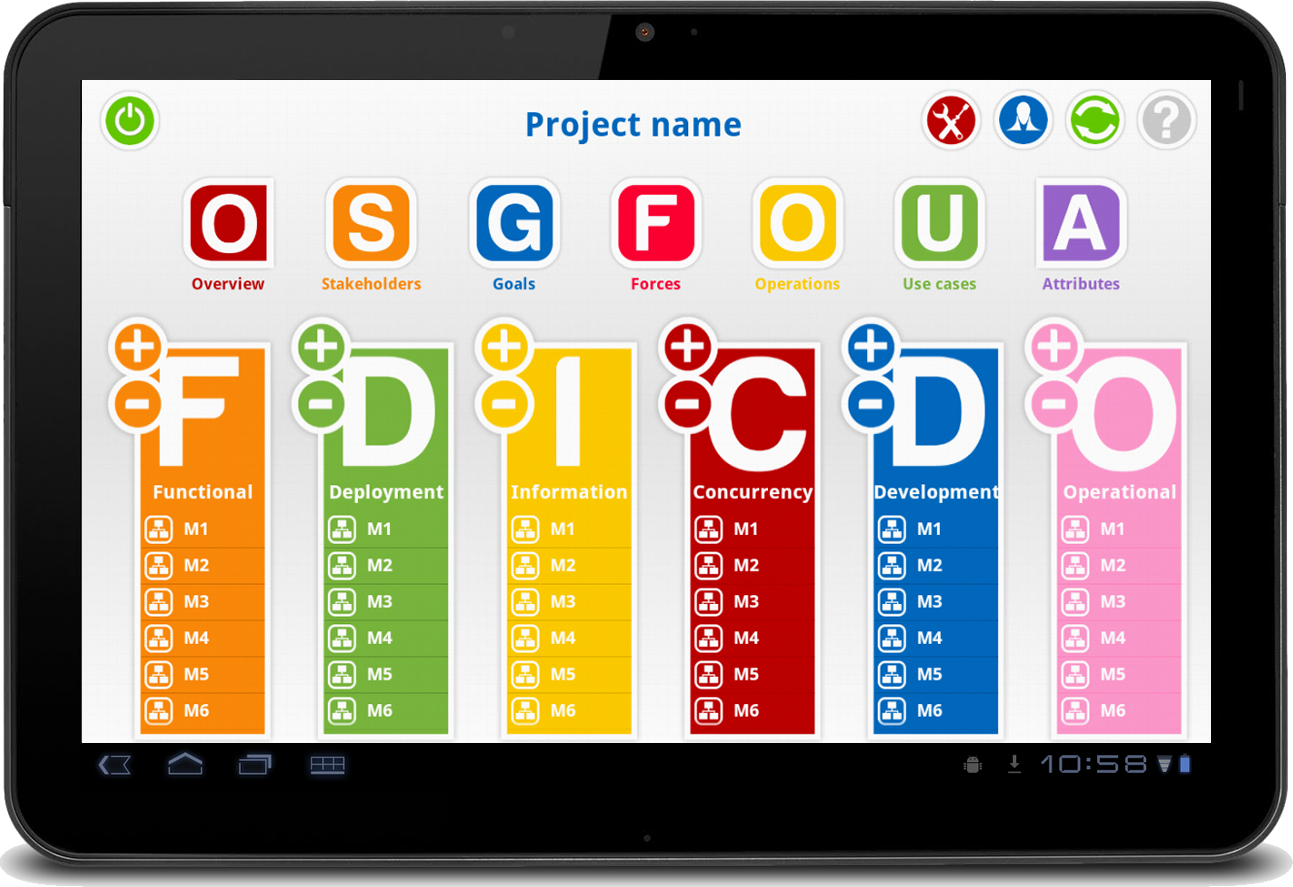 Project name
?
O S G F O U A
Overview Stakeholders Goals Forces Operations Use cases Attributes
F D I C D O
Functional Deployment Information Concurrency Development Operational
M1 M1 M1 M1 M1 M1
M2 M2 M2 M2 M2 M2
M3 M3 M3 M3 M3 M3
M4 M4 M4 M4 M4 M4
M5 M5 M5 M5 M5 M5
M6 M6 M6 M6 M6 M6
10:58